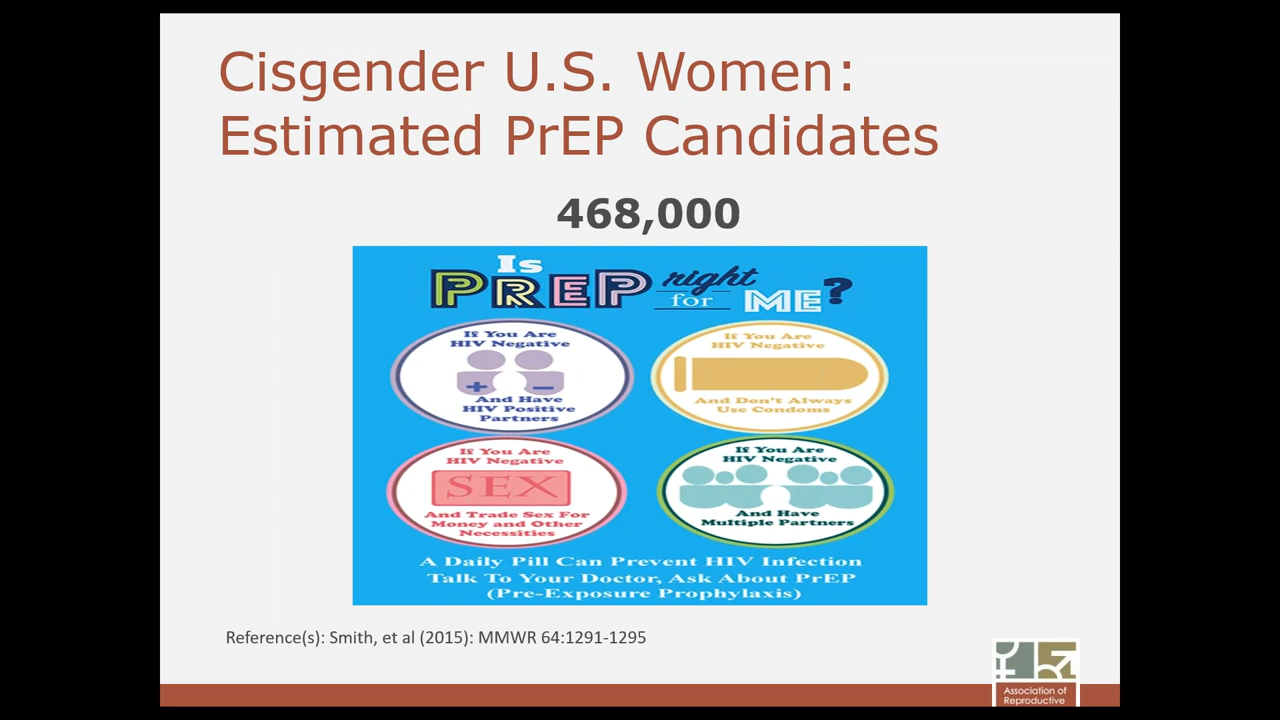 Cisgender U.S. Women:
Estimated PrEP Candidates
468,000
Is
PREP right
for ME?
If You Are
HIV Negative
+ −
And Have
HIV Positive
Partners
If You Are
HIV Negative
And Don't Always
Use Condoms
If You Are
HIV Negative
SEX
And Trade Sex For
Money and Other
Necessities
If You Are
HIV Negative
And Have
Multiple Partners
A Daily Pill Can Prevent HIV Infection
Talk To Your Doctor, Ask About PrEP
(Pre-Exposure Prophylaxis)
Reference(s): Smith, et al (2015): MMWR 64:1291-1295
Association of
Reproductive